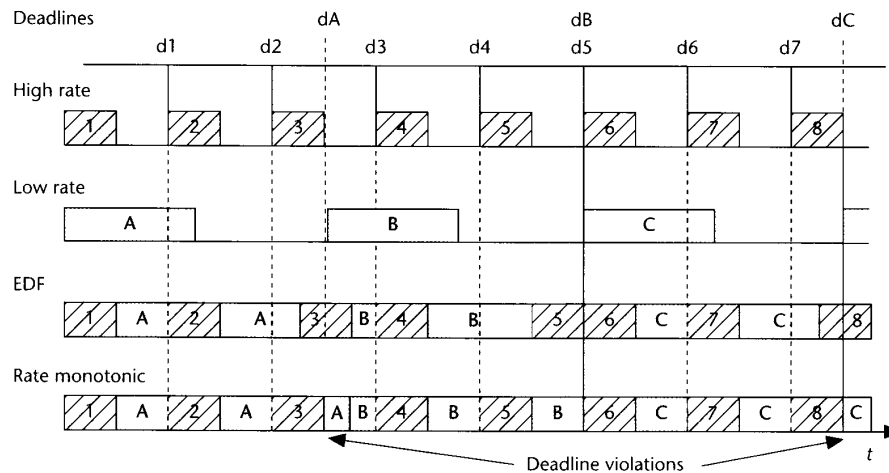 Deadlines dA dB dC
d1 d2 d3 d4 d5 d6 d7
High rate
1 2 3 4 5 6 7 8
Low rate
A B C
EDF
1 A 2 A 3 B 4 B 5 6 C 7 C 8
Rate monotonic
1 A 2 A 3 A B 4 B 5 B 6 C 7 C 8 C
t
Deadline violations